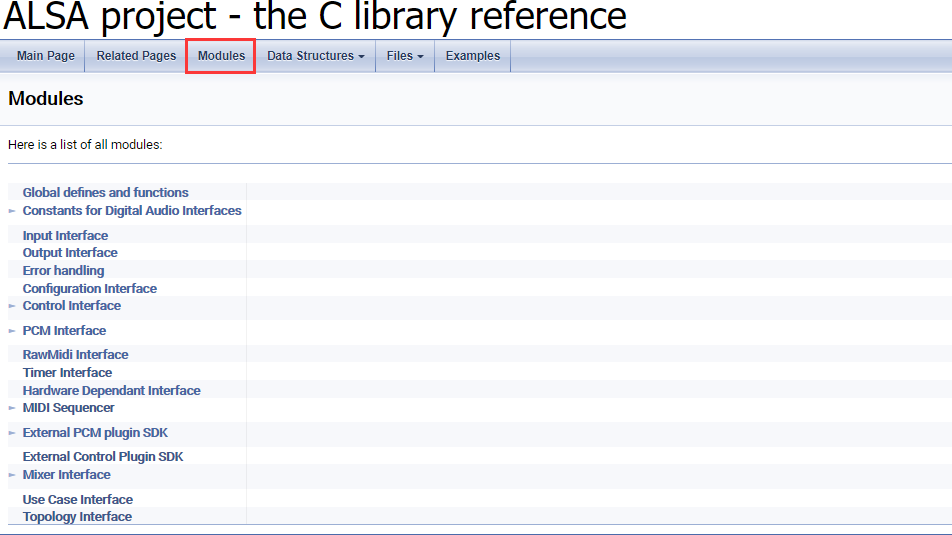 ALSA project - the C library reference
Main Page Related Pages Modules Data Structures Files Examples
Modules
Here is a list of all modules:
Global defines and functions
Constants for Digital Audio Interfaces
Input Interface
Output Interface
Error handling
Configuration Interface
Control Interface
PCM Interface
RawMidi Interface
Timer Interface
Hardware Dependant Interface
MIDI Sequencer
External PCM plugin SDK
External Control Plugin SDK
Mixer Interface
Use Case Interface
Topology Interface